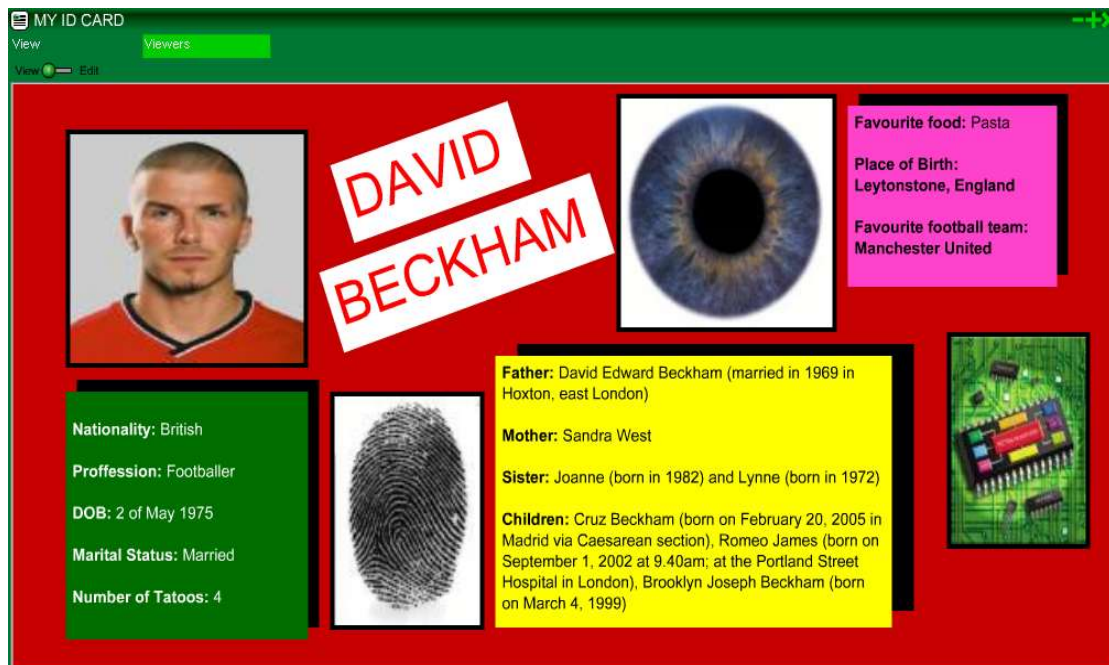 MY ID CARD
View
Viewers
View
Edit
DAVID
BECKHAM
Favourite food: Pasta
Place of Birth:
Leytonstone, England
Favourite football team:
Manchester United
Father: David Edward Beckham (married in 1969 in
Hoxton, east London)
Mother: Sandra West
Sister: Joanne (born in 1982) and Lynne (born in 1972)
Children: Cruz Beckham (born on February 20, 2005 in
Madrid via Caesarean section), Romeo James (born on
September 1, 2002 at 9.40am; at the Portland Street
Hospital in London), Brooklyn Joseph Beckham (born
on March 4, 1999)
Nationality: British
Proffession: Footballer
DOB: 2 of May 1975
Marital Status: Married
Number of Tatoos: 4